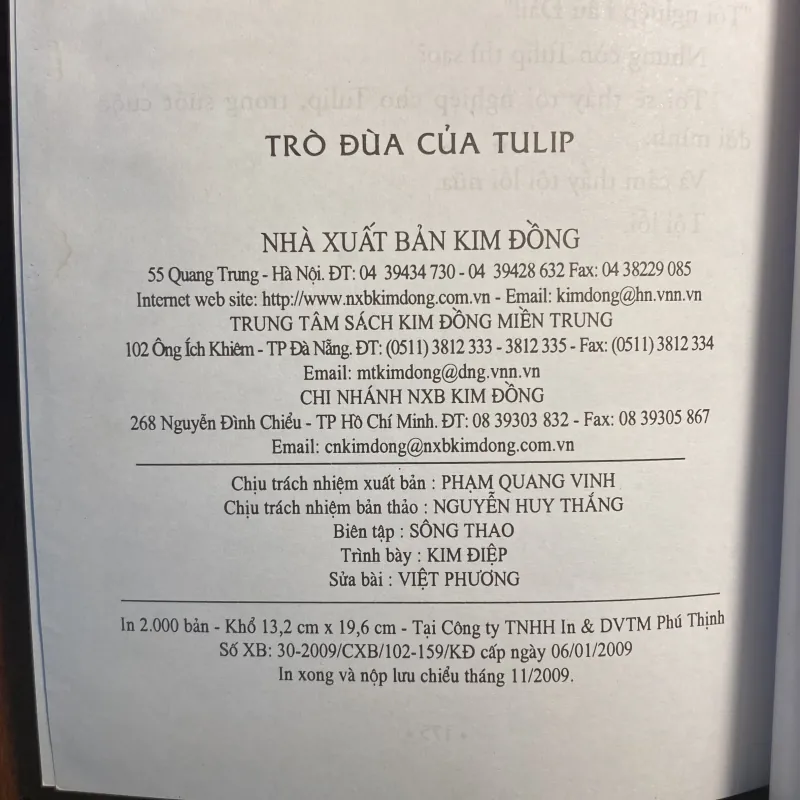 TRÒ ĐÙA CỦA TULIP
NHÀ XUẤT BẢN KIM ĐỒNG
55 Quang Trung - Hà Nội. ĐT: 04 39434 730 - 04 39428 632 Fax: 04 38229 085
Internet web site: http://www.nxbkimdong.com.vn - Email: kimdong@hn.vnn.vn
TRUNG TÂM SÁCH KIM ĐỒNG MIỀN TRUNG
102 Ông Ích Khiêm - TP Đà Nẵng. ĐT: (0511) 3812 333 - 3812 335 - Fax: (0511) 3812 334
Email: mtkimdong@dng.vnn.vn
CHI NHÁNH NXB KIM ĐỒNG
268 Nguyễn Đình Chiểu - TP Hồ Chí Minh. ĐT: 08 39303 832 - Fax: 08 39305 867
Email: cnkimdong@nxbkimdong.com.vn
Chịu trách nhiệm xuất bản : PHẠM QUANG VINH
Chịu trách nhiệm bản thảo : NGUYỄN HUY THẮNG
Biên tập : SÔNG THAO
Trình bày : KIM ĐIỆP
Sửa bài : VIỆT PHƯƠNG
In 2.000 bản - Khổ 13,2 cm x 19,6 cm - Tại Công ty TNHH In & DVTM Phú Thịnh
Số XB: 30-2009/CXB/102-159/KĐ cấp ngày 06/01/2009
In xong và nộp lưu chiểu tháng 11/2009.